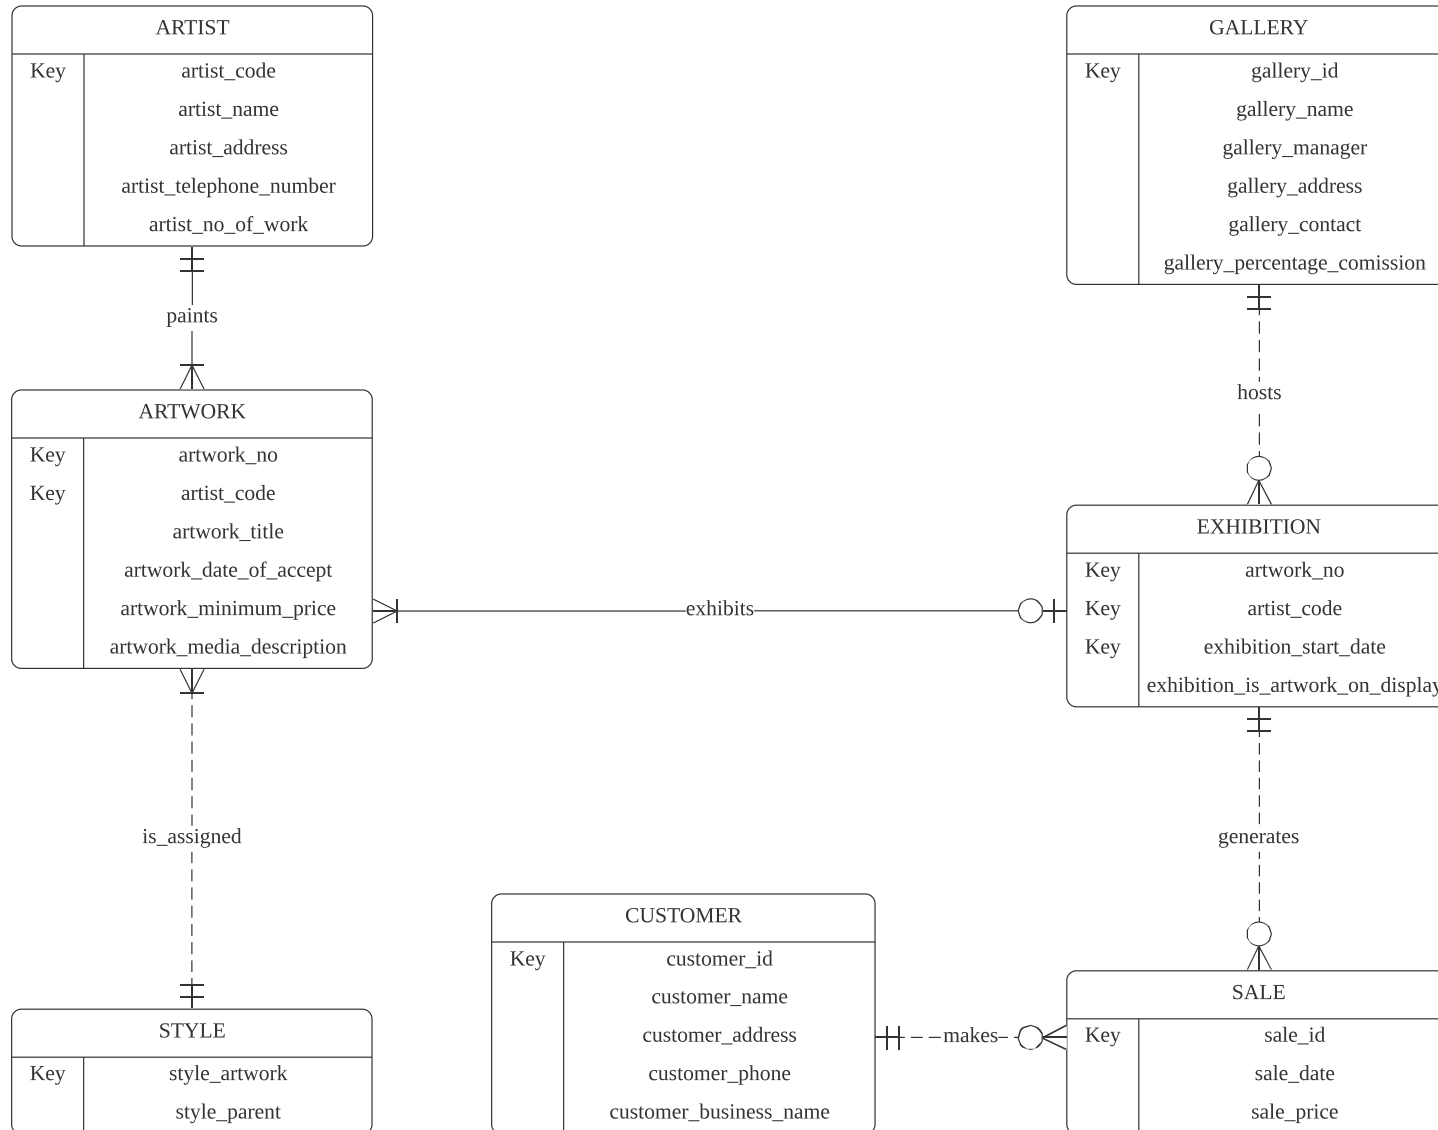 ARTIST
Key artist_code
artist_name
artist_address
artist_telephone_number
artist_no_of_work
GALLERY
Key gallery_id
gallery_name
gallery_manager
gallery_address
gallery_contact
gallery_percentage_comission
paints
hosts
ARTWORK
Key artwork_no
Key artist_code
artwork_title
artwork_date_of_accept
artwork_minimum_price
artwork_media_description
exhibits
EXHIBITION
Key artwork_no
Key artist_code
Key exhibition_start_date
exhibition_is_artwork_on_display
is_assigned
generates
STYLE
Key style_artwork
style_parent
CUSTOMER
Key customer_id
customer_name
customer_address
customer_phone
customer_business_name
makes
SALE
Key sale_id
sale_date
sale_price